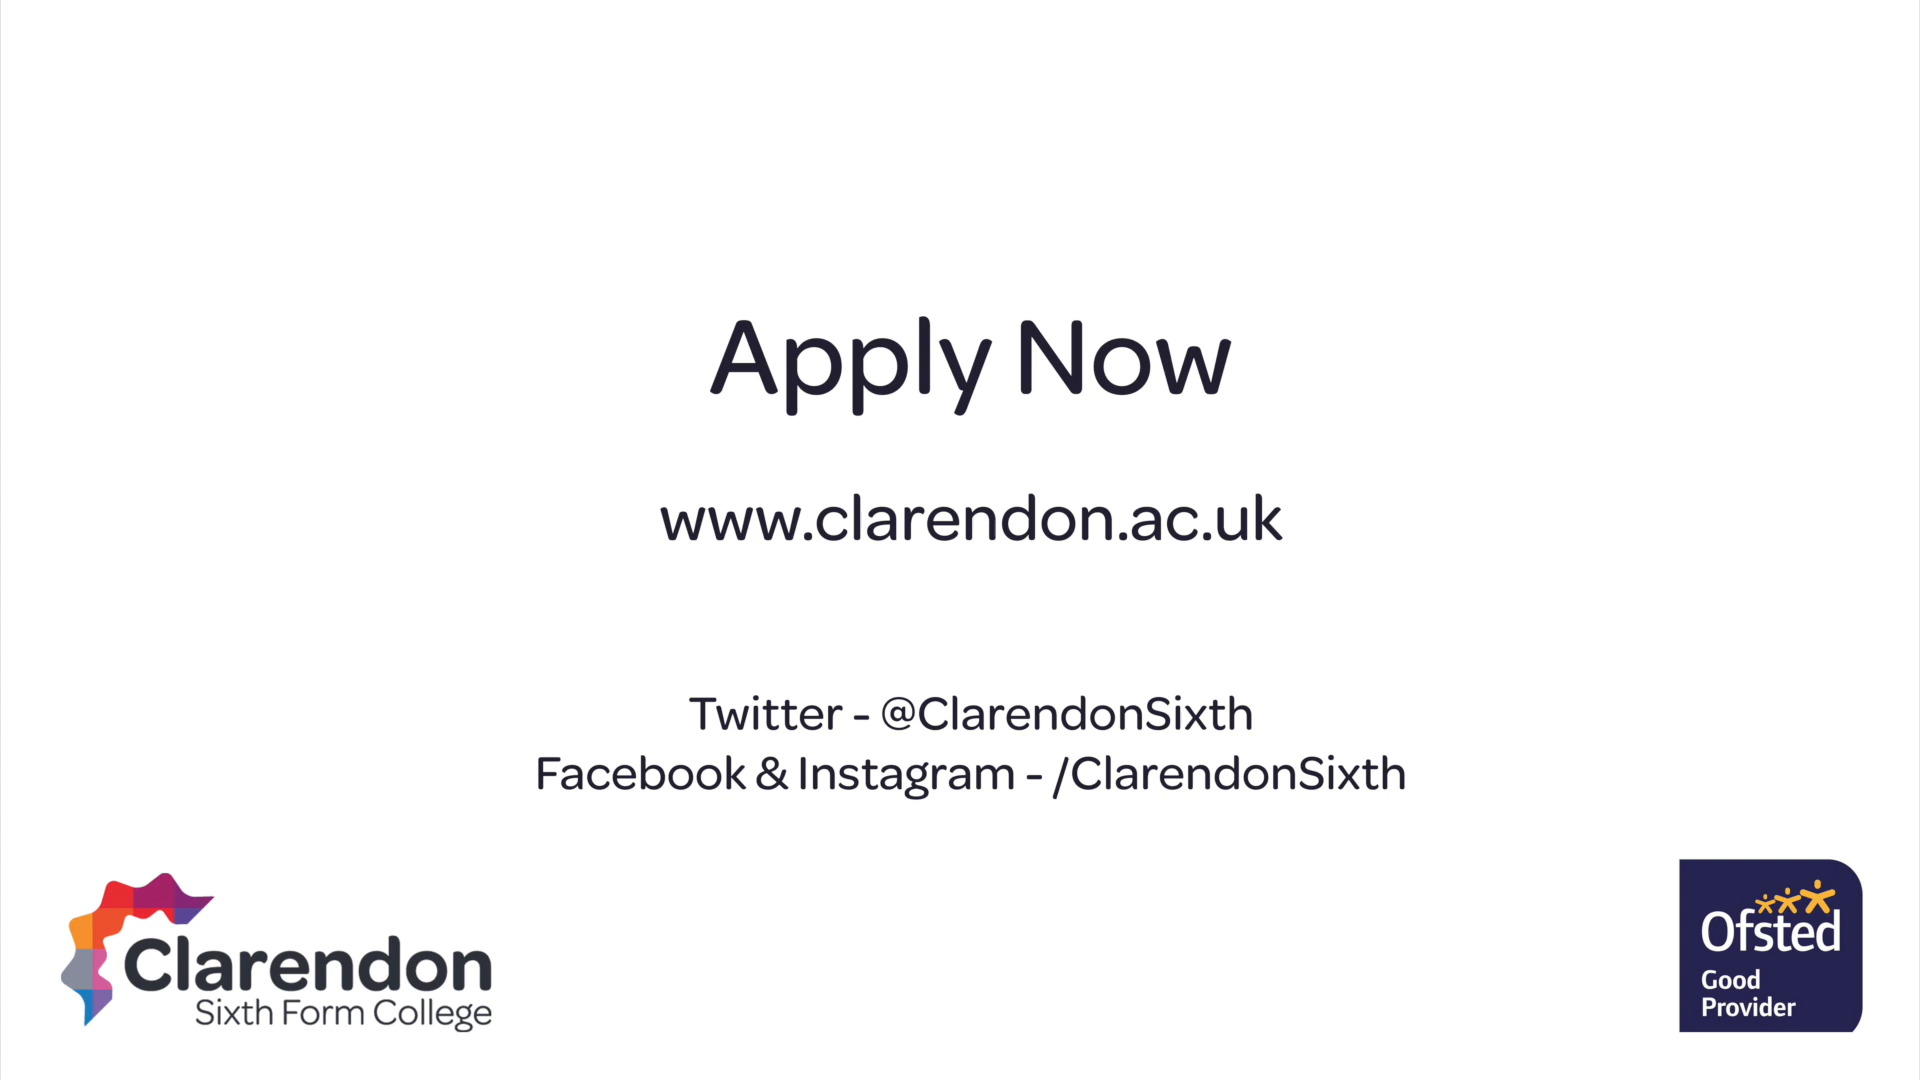 Apply Now
www.clarendon.ac.uk
Twitter - @ClarendonSixth
Facebook & Instagram - /ClarendonSixth
Clarendon
Sixth Form College
Ofsted
Good
Provider